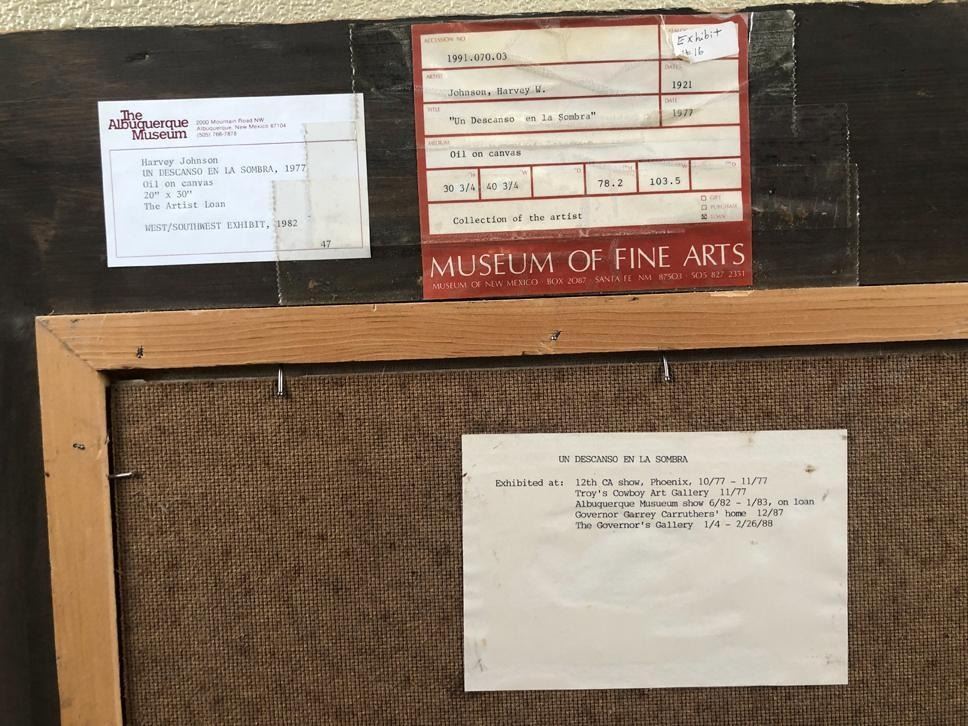 The
Albuquerque
Museum
2000 Mountain Road NW
Albuquerque, New Mexico 87104
(505) 766-7878
Harvey Johnson
UN DESCANSO EN LA SOMBRA, 1977
Oil on canvas
20" x 30"
The Artist Loan
WEST/SOUTHWEST EXHIBIT, 1982
47
ACCESSION NO
1991.070.03
Exhibit
#16
ARTIST
Johnson, Harvey W.
DATES
1921
TITLE
"Un Descanso en la Sombra"
DATE
1977
MEDIUM
Oil on canvas
30 3/4 40 3/4 78.2 103.5
Collection of the artist
GIFT
PURCHASE
LOAN
MUSEUM OF FINE ARTS
MUSEUM OF NEW MEXICO · BOX 2087 · SANTA FE NM 87503 · 505 827 2351
UN DESCANSO EN LA SOMBRA
Exhibited at: 12th CA show, Phoenix, 10/77 - 11/77
Troy's Cowboy Art Gallery 11/77
Albuquerque Musueum show 6/82 - 1/83, on loan
Governor Garrey Carruthers' home 12/87
The Governor's Gallery 1/4 - 2/26/88